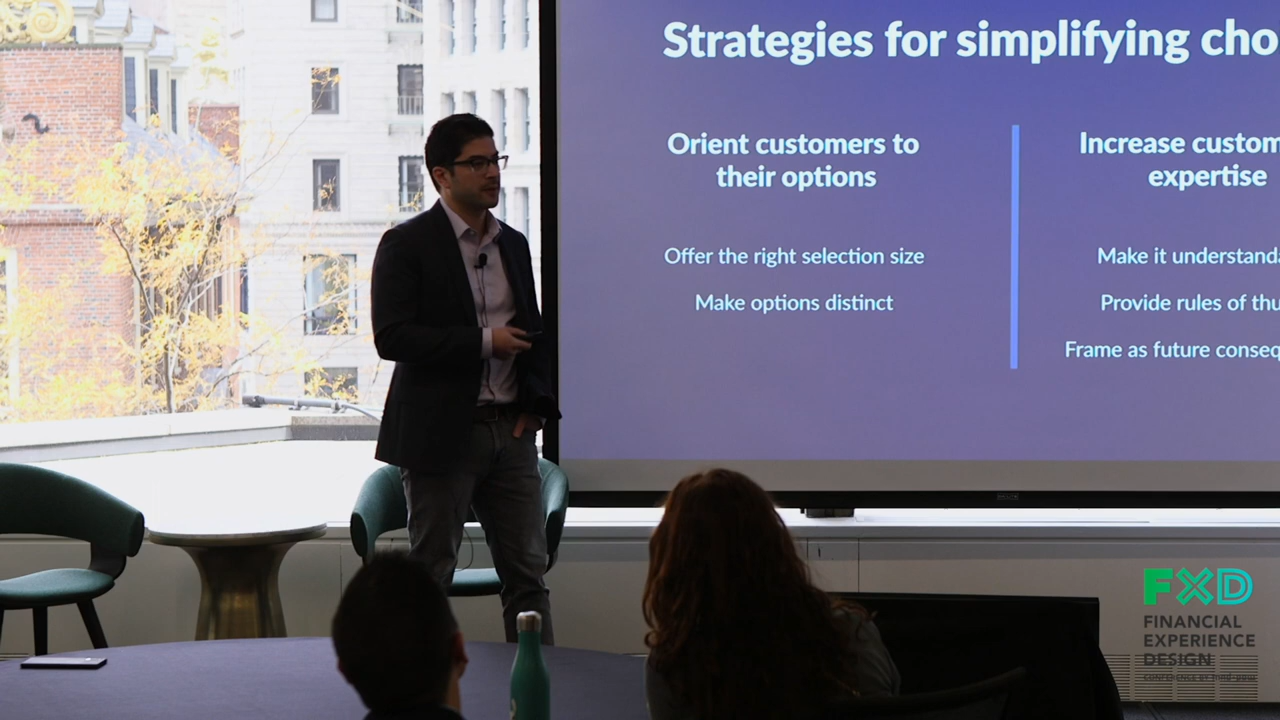 Strategies for simplifying cho
Orient customers to
their options
Offer the right selection size
Make options distinct
Increase custom
expertise
Make it understanda
Provide rules of thu
Frame as future conseq
FXD
FINANCIAL
EXPERIENCE
DESIGN